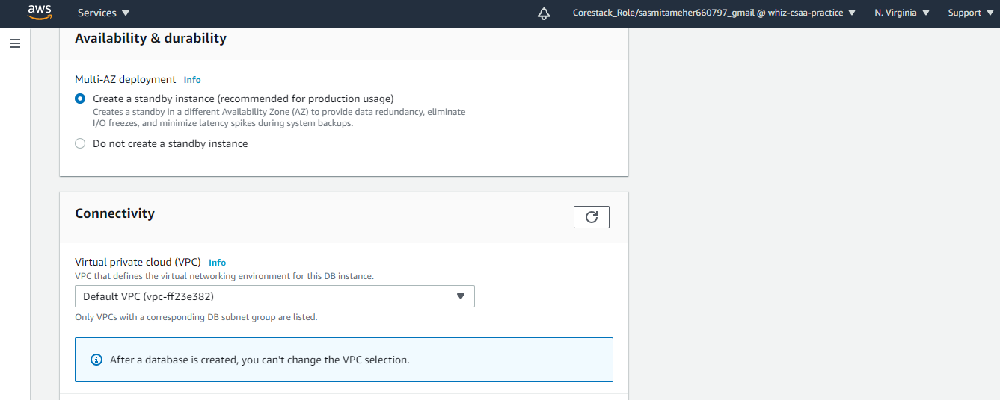 aws
Services
Corestack_Role/sasmitameher660797_gmail @ whiz-csaa-practice
N. Virginia
Support
Availability & durability
Multi-AZ deployment Info
Create a standby instance (recommended for production usage)
Creates a standby in a different Availability Zone (AZ) to provide data redundancy, eliminate
I/O freezes, and minimize latency spikes during system backups.
Do not create a standby instance
Connectivity
Virtual private cloud (VPC) Info
VPC that defines the virtual networking environment for this DB instance.
Default VPC (vpc-ff23e382)
Only VPCs with a corresponding DB subnet group are listed.
After a database is created, you can't change the VPC selection.